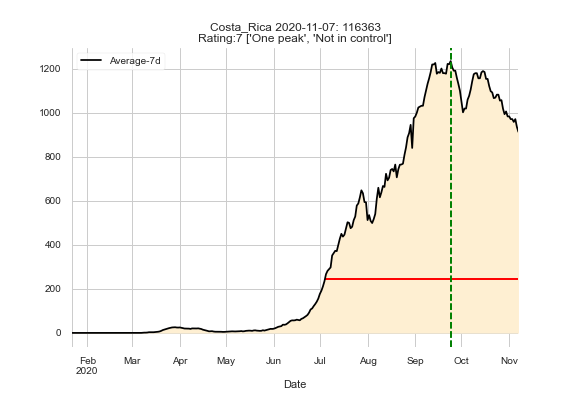 Costa_Rica 2020-11-07: 116363
Rating:7 ['One peak', 'Not in control']
Average-7d
1200
1000
800
600
400
200
0
Feb Mar Apr May Jun Jul Aug Sep Oct Nov
2020
Date